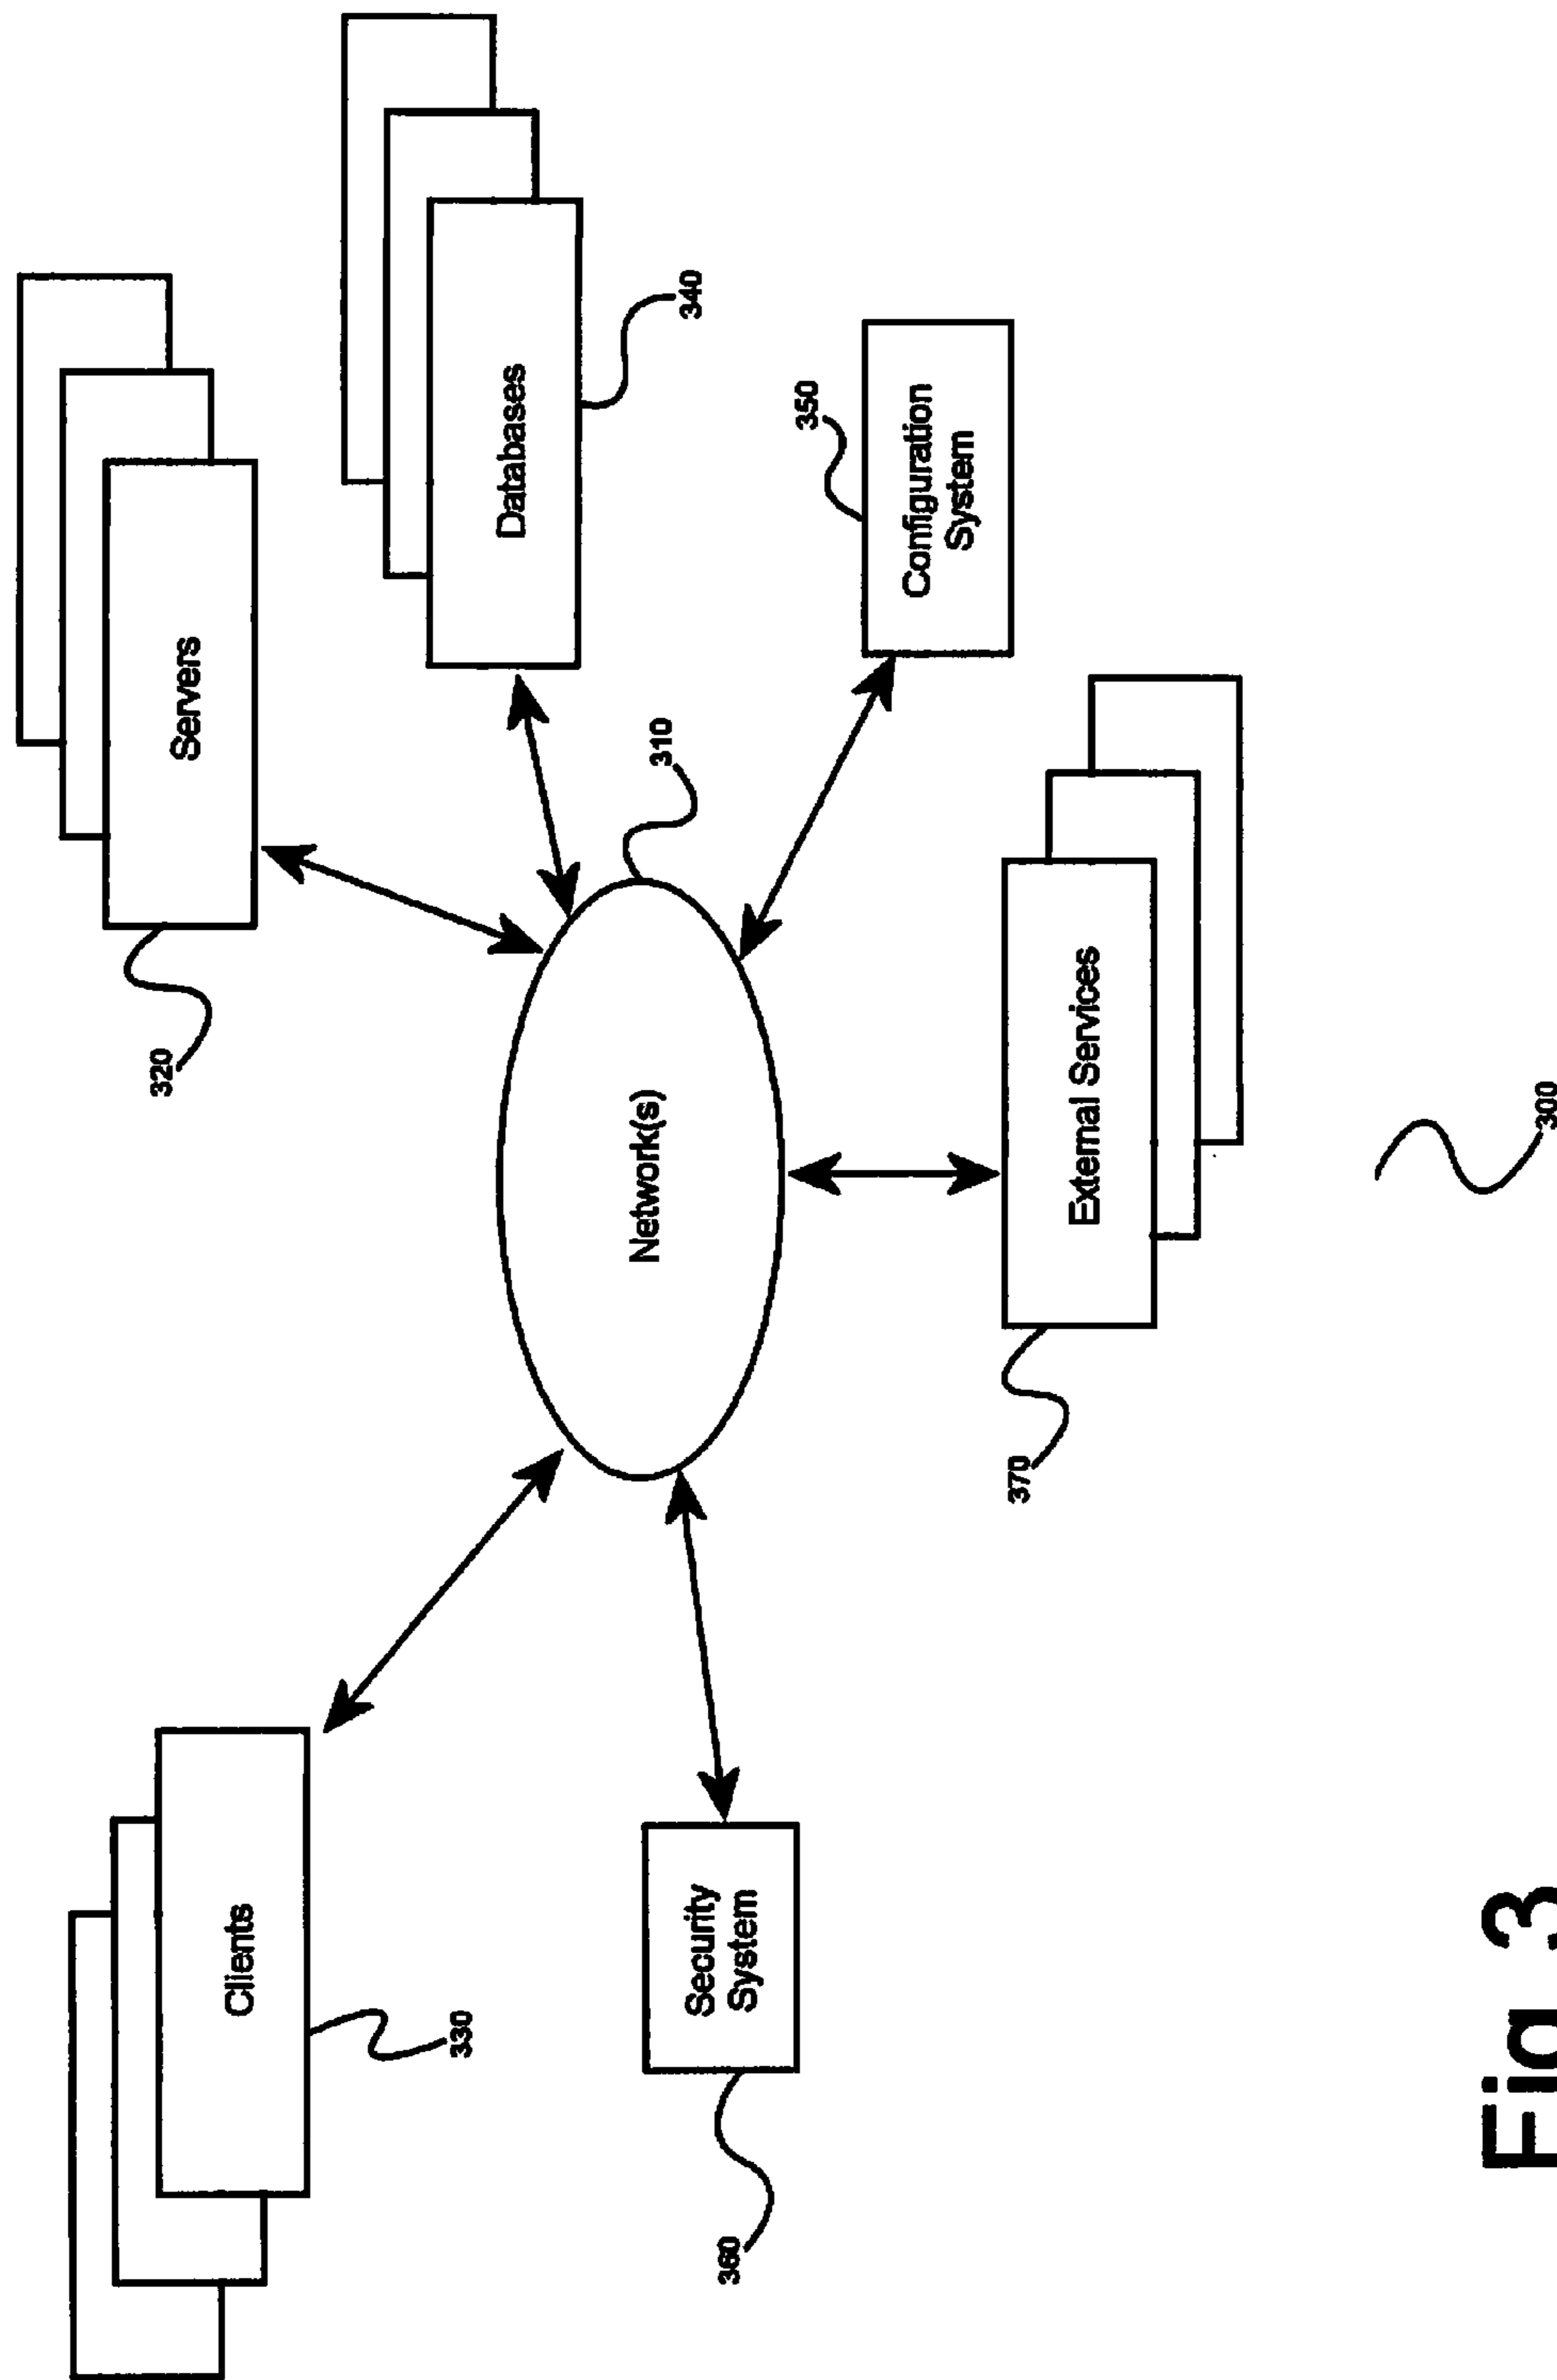 Servers
320
Clients
330
Databases
340
Network(s)
310
Security
System
360
Configuration
System
350
External Services
370
300
Fig. 3